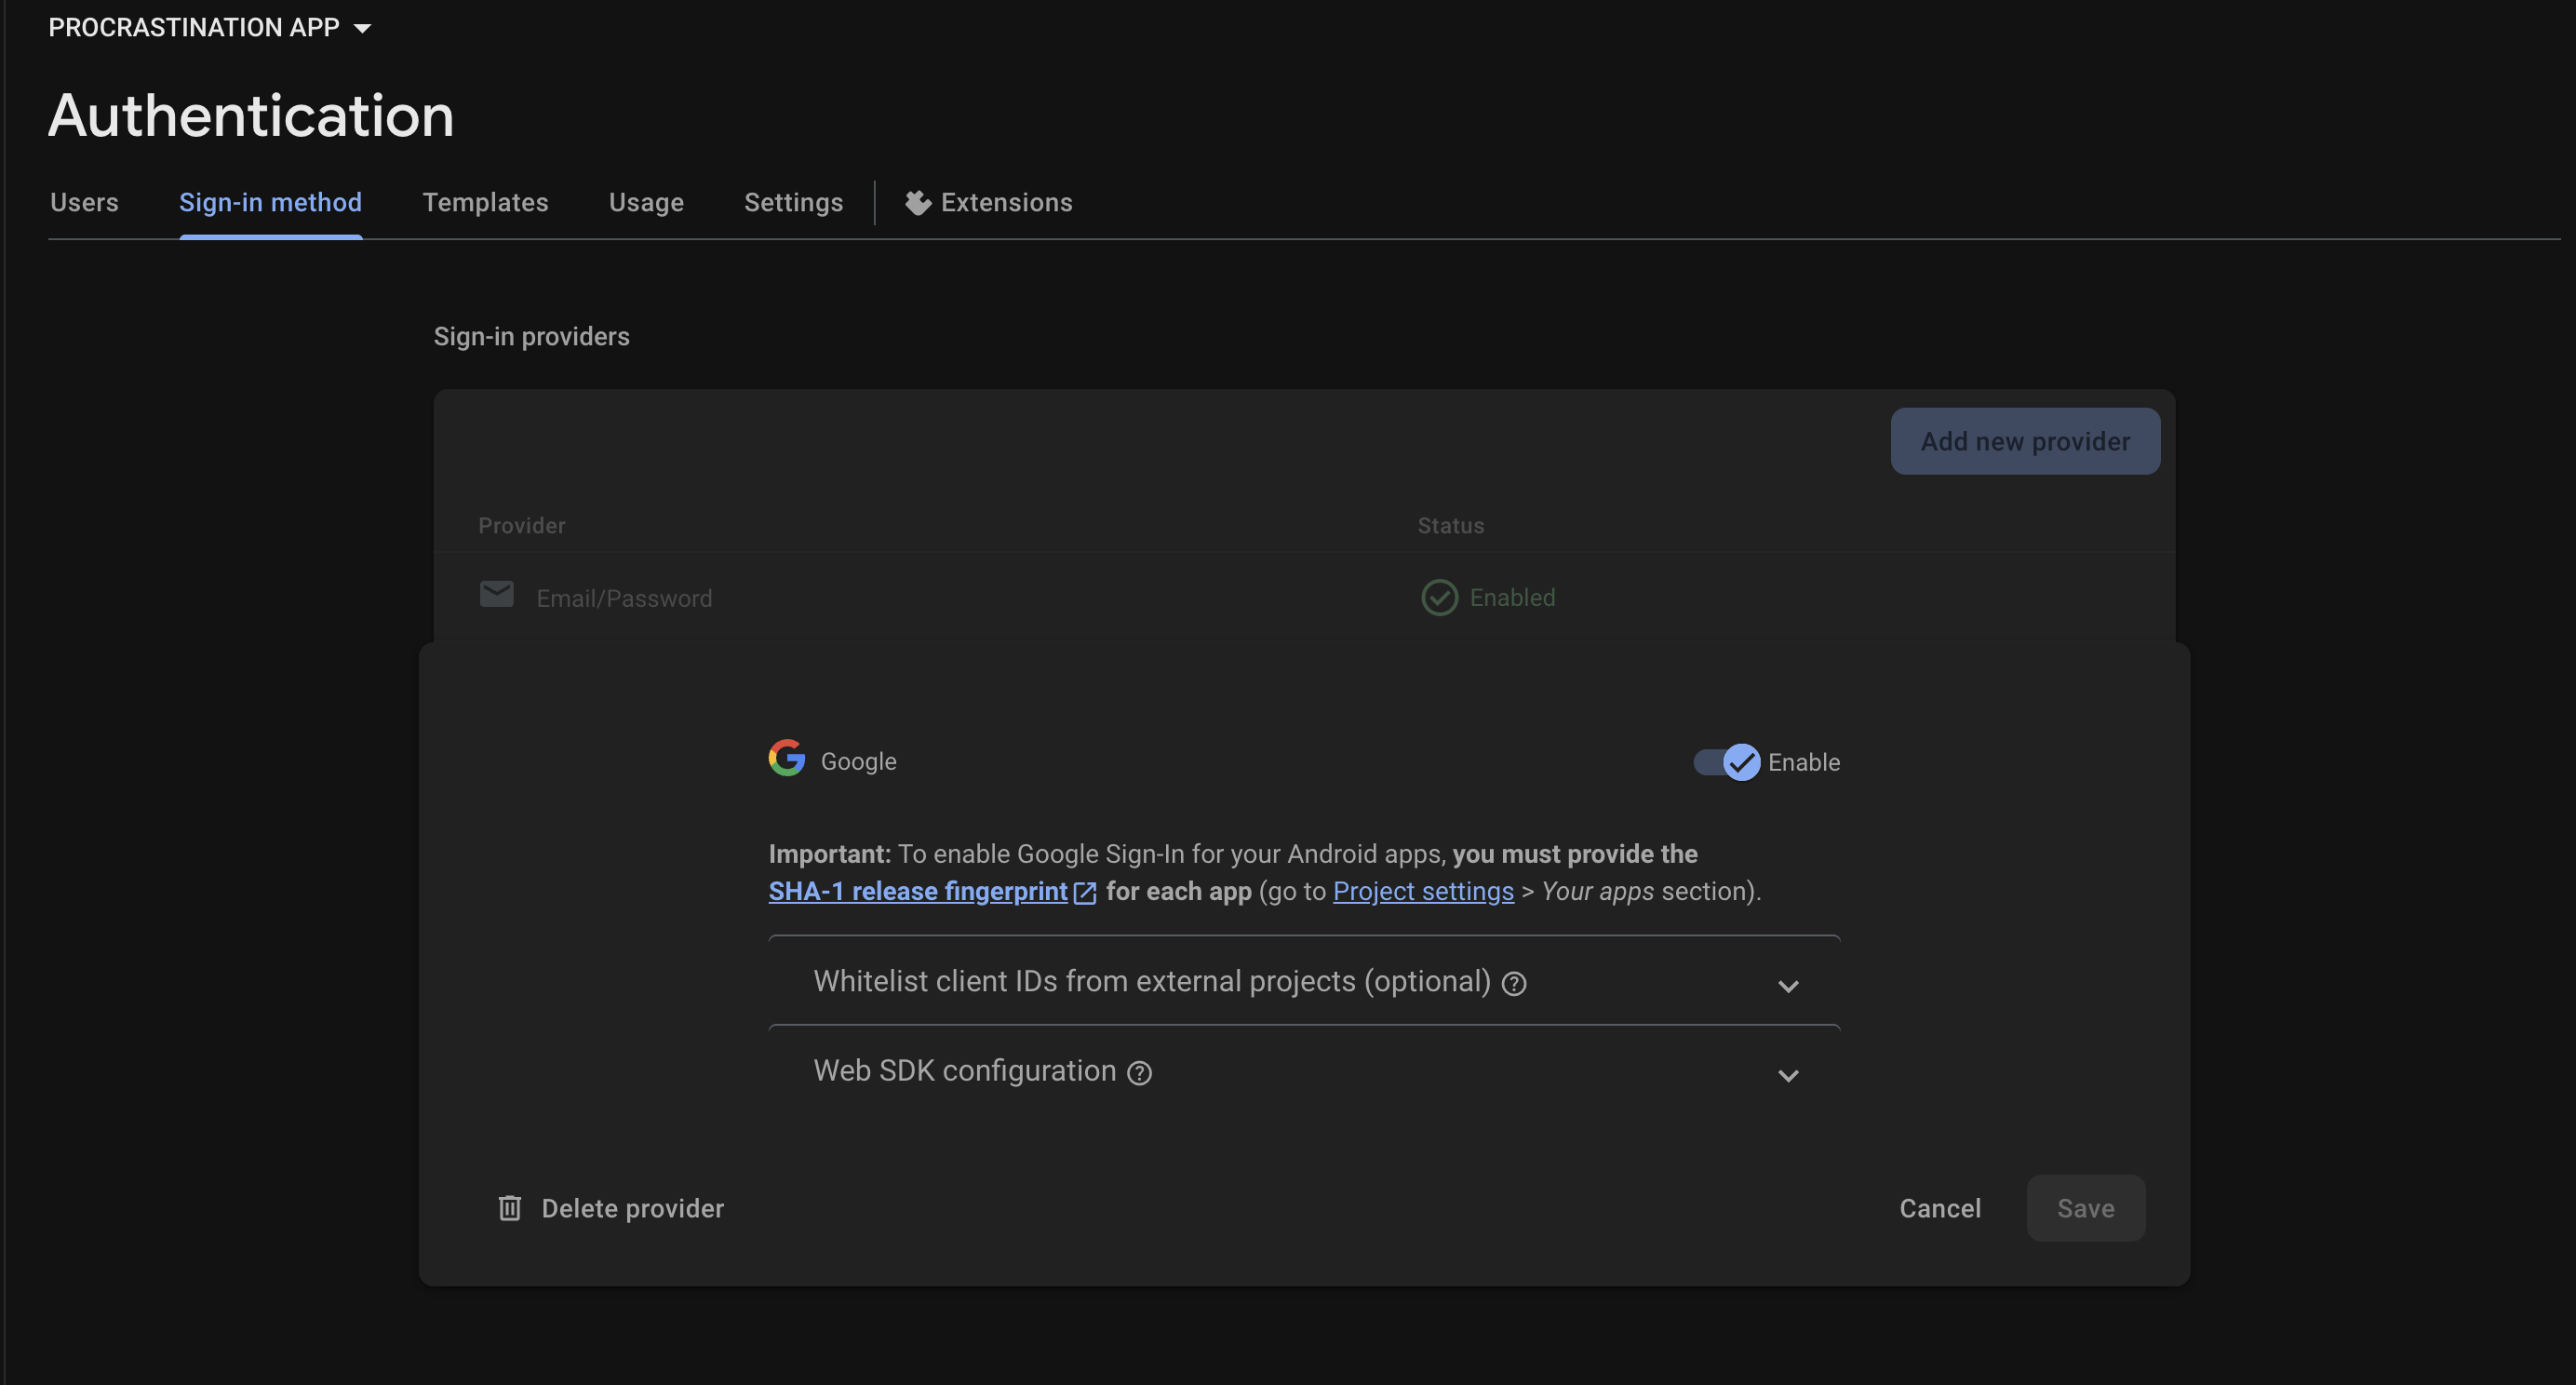 PROCRASTINATION APP
Authentication
Users Sign-in method Templates Usage Settings Extensions
Sign-in providers
Add new provider
Provider Status
Email/Password Enabled
Google Enable
Important: To enable Google Sign-In for your Android apps, you must provide the
SHA-1 release fingerprint for each app (go to Project settings > Your apps section).
Whitelist client IDs from external projects (optional)
Web SDK configuration
Delete provider Cancel Save